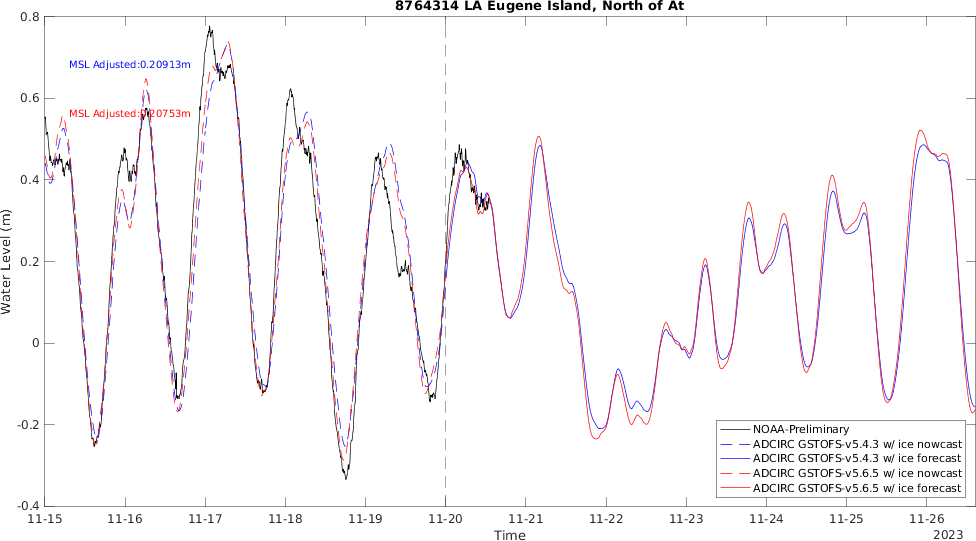 8764314 LA Eugene Island, North of At
0.8
0.6
0.4
0.2
0
-0.2
-0.4
Water Level (m)
MSL Adjusted:0.20913m
MSL Adjusted:0.20753m
NOAA-Preliminary
ADCIRC GSTOFS-v5.4.3 w/ ice nowcast
ADCIRC GSTOFS-v5.4.3 w/ ice forecast
ADCIRC GSTOFS-v5.6.5 w/ ice nowcast
ADCIRC GSTOFS-v5.6.5 w/ ice forecast
11-15 11-16 11-17 11-18 11-19 11-20 11-21 11-22 11-23 11-24 11-25 11-26
Time
2023